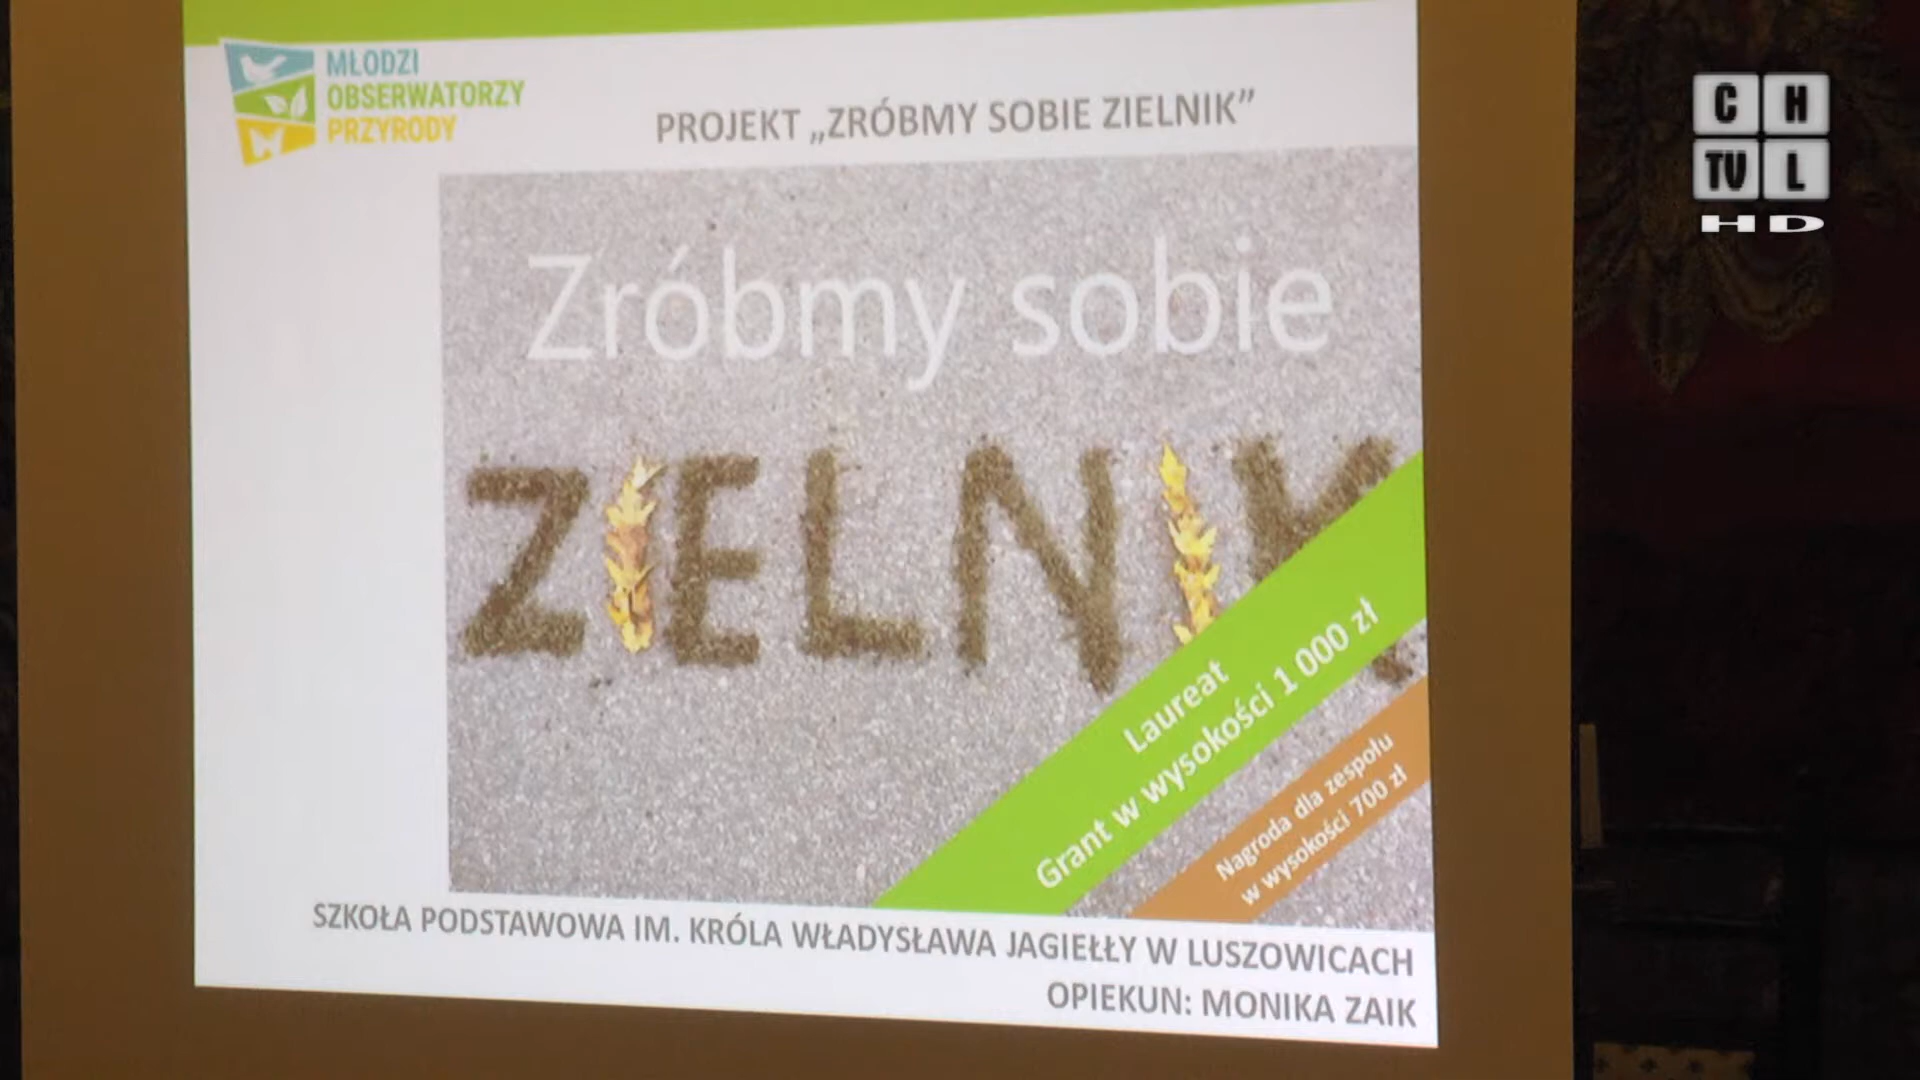 MŁODZI
OBSERWATORZY
PRZYRODY
PROJEKT „ZRÓBMY SOBIE ZIELNIK”
C H
TV L
HD
Zróbmy sobie
ZIELNIK
Laureat
Grant w wysokości 1 000 zł
Nagroda dla zespołu
w wysokości 700 zł
SZKOŁA PODSTAWOWA IM. KRÓLA WŁADYSŁAWA JAGIEŁŁY W LUSZOWICACH
OPIEKUN: MONIKA ZAIK